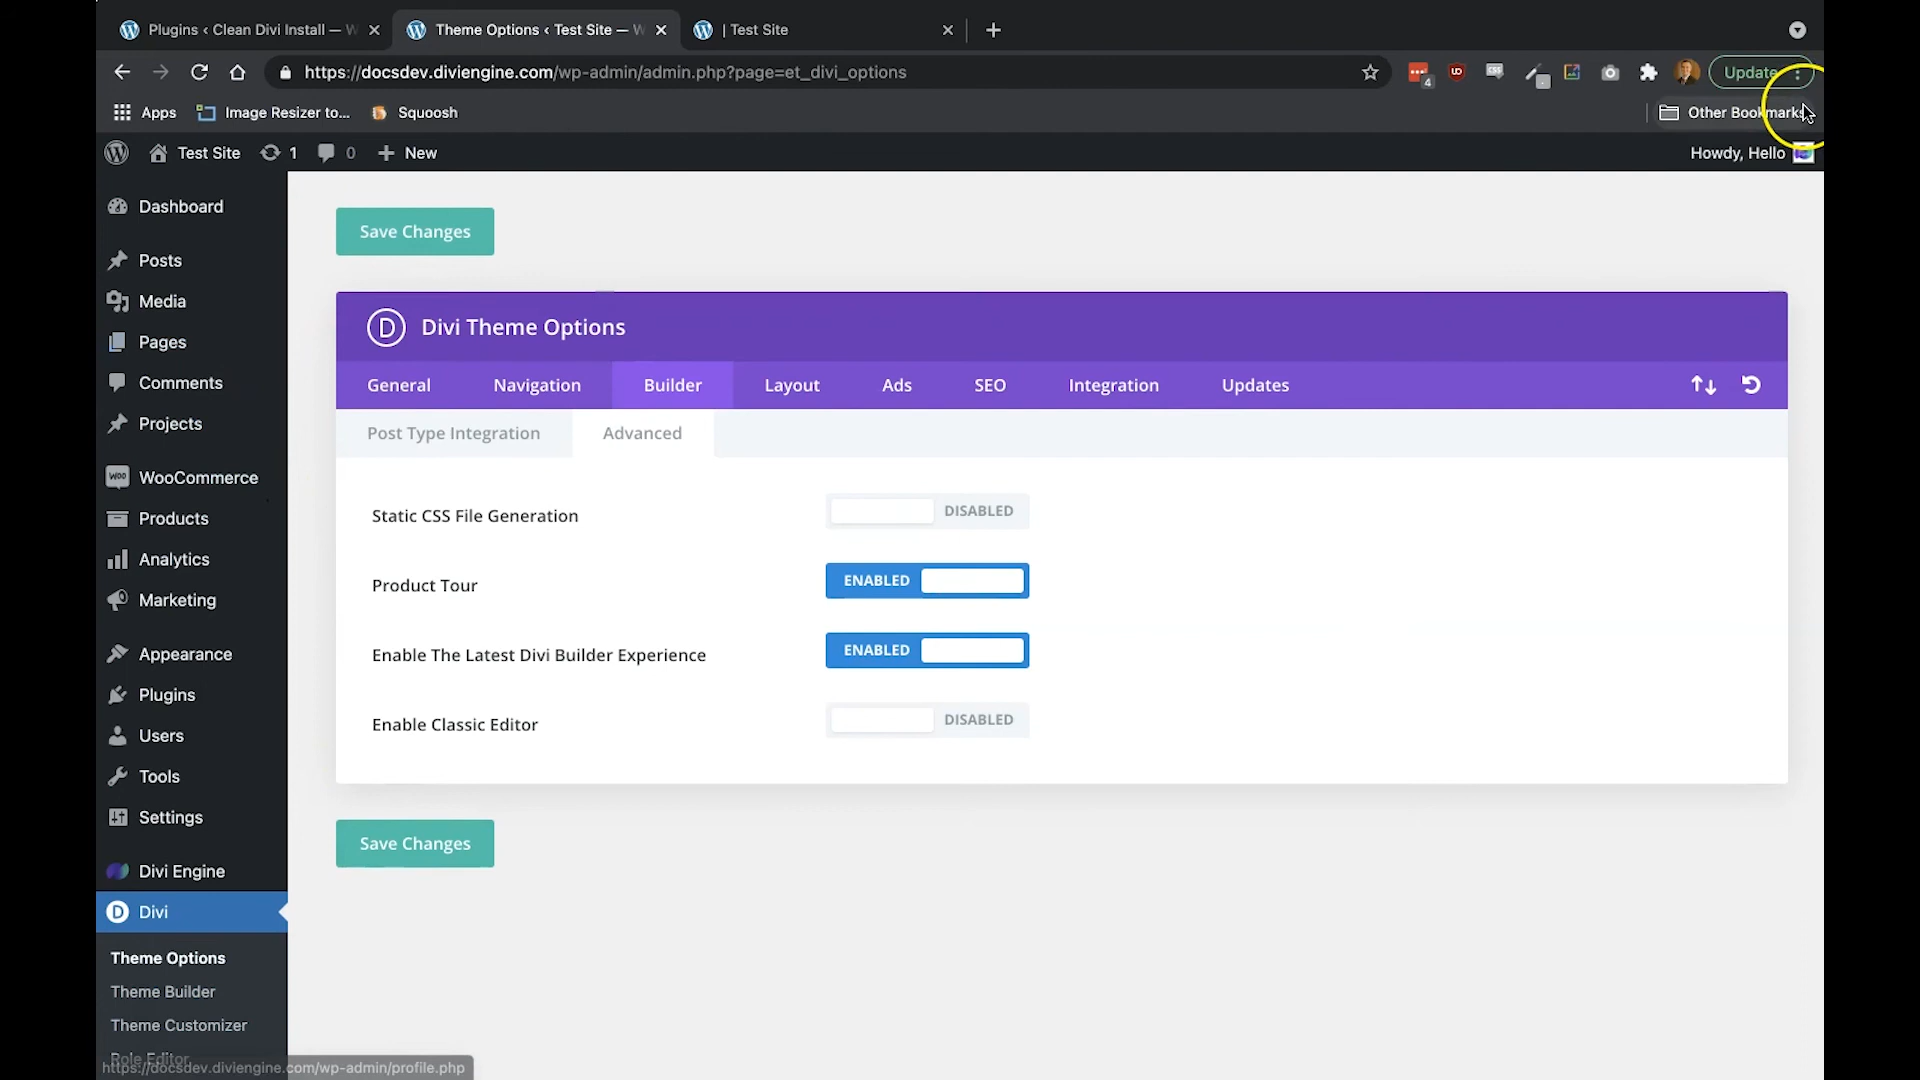 Plugins ‹ Clean Divi Install — W
Theme Options ‹ Test Site — W
| Test Site
https://docsdev.diviengine.com/wp-admin/admin.php?page=et_divi_options
4
UD
CSS
Update
Apps
Image Resizer to...
Squoosh
Other Bookmarks
Test Site
1
0
New
Howdy, Hello
Dashboard
Posts
Media
Pages
Comments
Projects
WooCommerce
Products
Analytics
Marketing
Appearance
Plugins
Users
Tools
Settings
Divi Engine
Divi
Theme Options
Theme Builder
Theme Customizer
Role Editor
https://docsdev.diviengine.com/wp-admin/profile.php
Save Changes
D
Divi Theme Options
General
Navigation
Builder
Layout
Ads
SEO
Integration
Updates
Post Type Integration
Advanced
Static CSS File Generation
DISABLED
Product Tour
ENABLED
Enable The Latest Divi Builder Experience
ENABLED
Enable Classic Editor
DISABLED
Save Changes